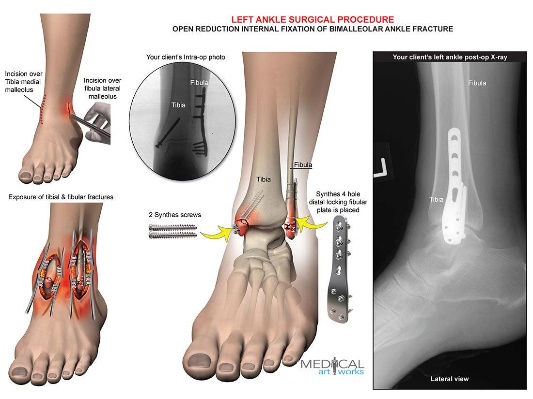 LEFT ANKLE SURGICAL PROCEDURE
OPEN REDUCTION INTERNAL FIXATION OF BIMALLEOLAR ANKLE FRACTURE
Incision over
Tibia medial
malleolus
Incision over
fibula lateral
malleolus
Your client's Intra-op photo
Fibula
Tibia
Your client's left ankle post-op X-ray
Fibula
Tibia
L
Lateral view
Tibia
Fibula
Exposure of tibial & fibular fractures
2 Synthes screws
Synthes 4 hole
distal locking fibular
plate is placed
MEDICAL
art works